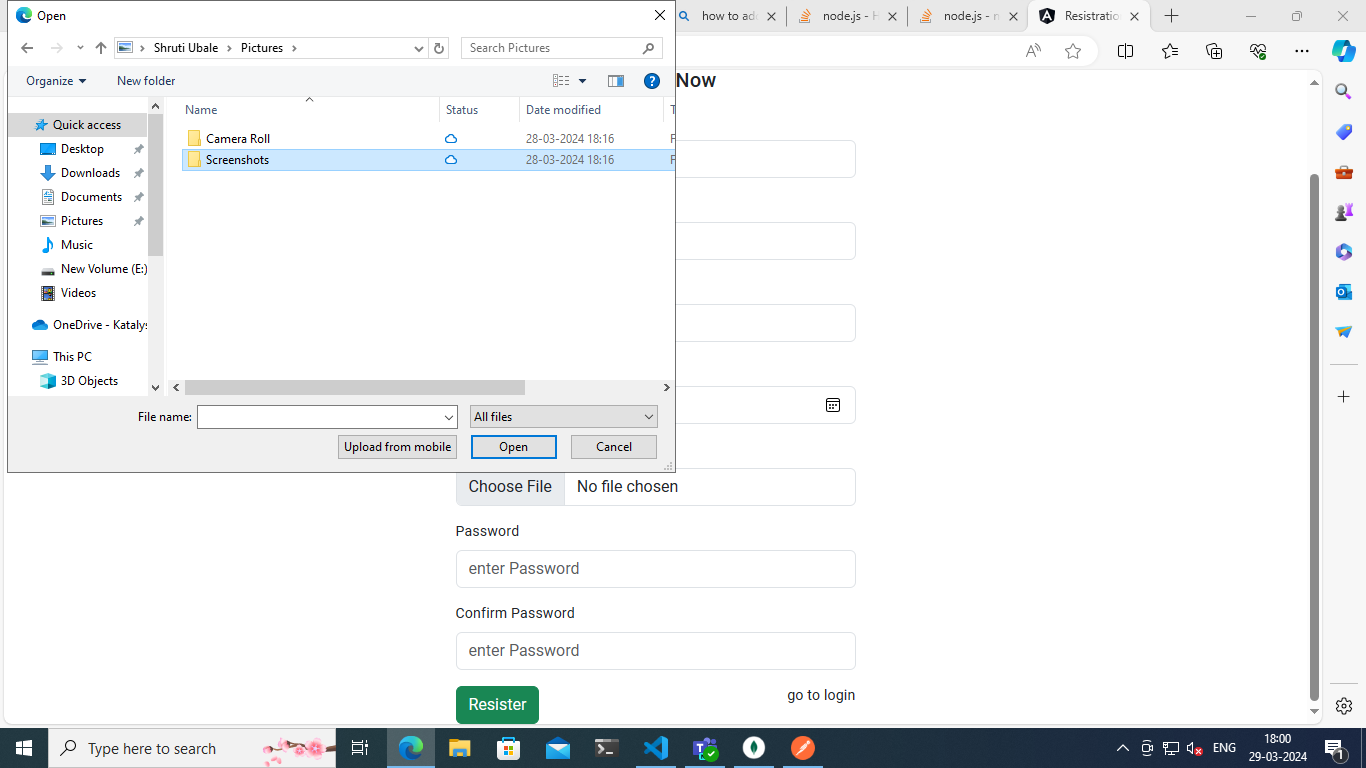 Open
how to ad
node.js - H
node.js - n
Resistration
Shruti Ubale
Pictures
Search Pictures
Organize
New folder
Now
Name
Status
Date modified
T
Quick access
Camera Roll
28-03-2024 18:16
F
Desktop
Screenshots
28-03-2024 18:16
F
Downloads
Documents
Pictures
Music
New Volume (E:)
Videos
OneDrive - Katalys
This PC
3D Objects
File name:
All files
Upload from mobile
Open
Cancel
Choose File
No file chosen
Password
enter Password
Confirm Password
enter Password
Resister
go to login
Type here to search
ENG
18:00
29-03-2024
1